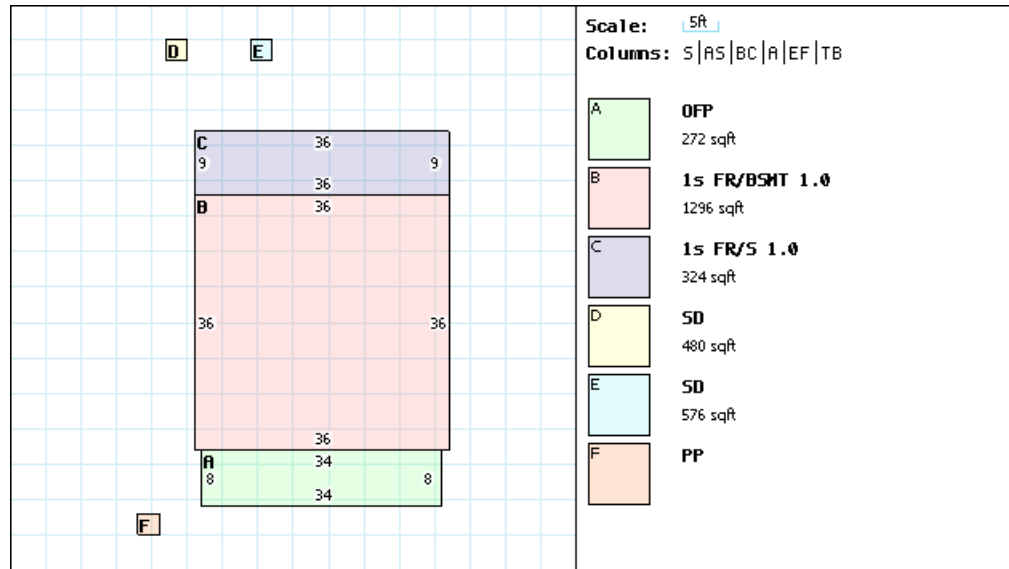 D E
C 36
9 9
36
B 36
36 36
36
A 34
8 8
34
F
Scale: 5ft
Columns: S|AS|BC|A|EF|TB
A OFP
272 sqft
B 1s FR/BSMT 1.0
1296 sqft
C 1s FR/S 1.0
324 sqft
D SD
480 sqft
E SD
576 sqft
F PP